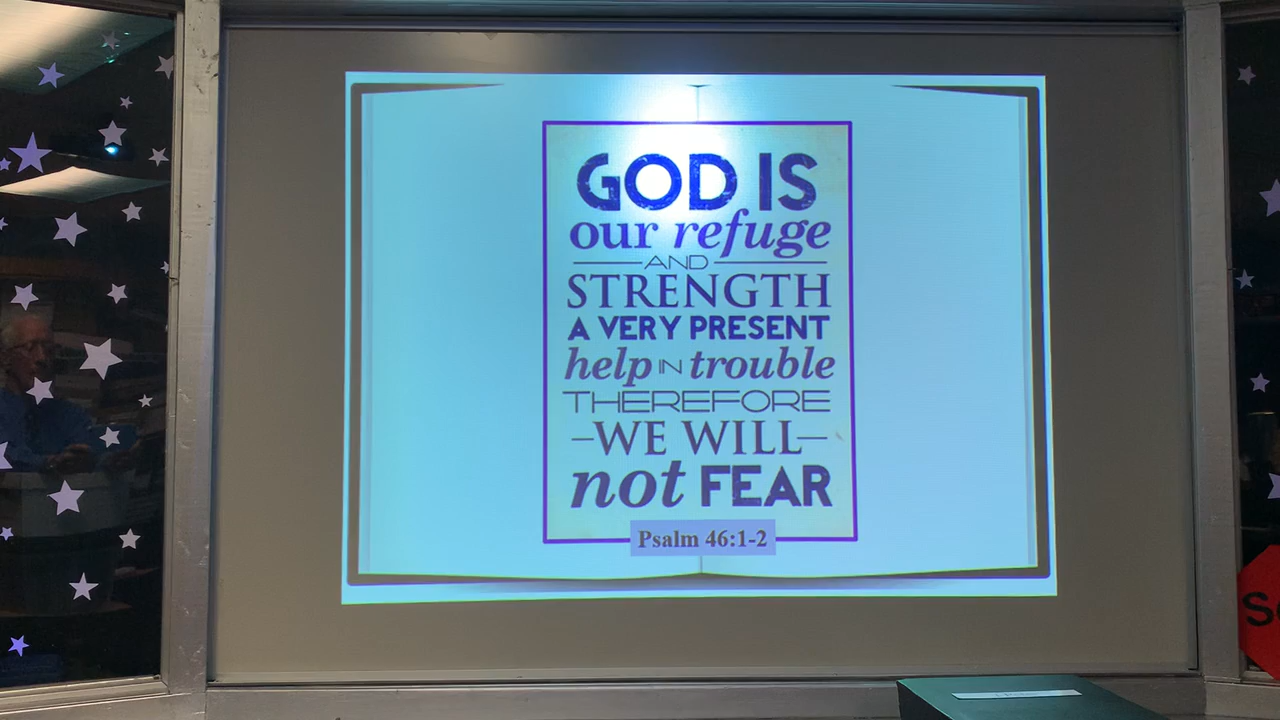 GOD IS
our refuge
AND
STRENGTH
A VERY PRESENT
help IN trouble
THEREFORE
–WE WILL–
not FEAR
Psalm 46:1-2